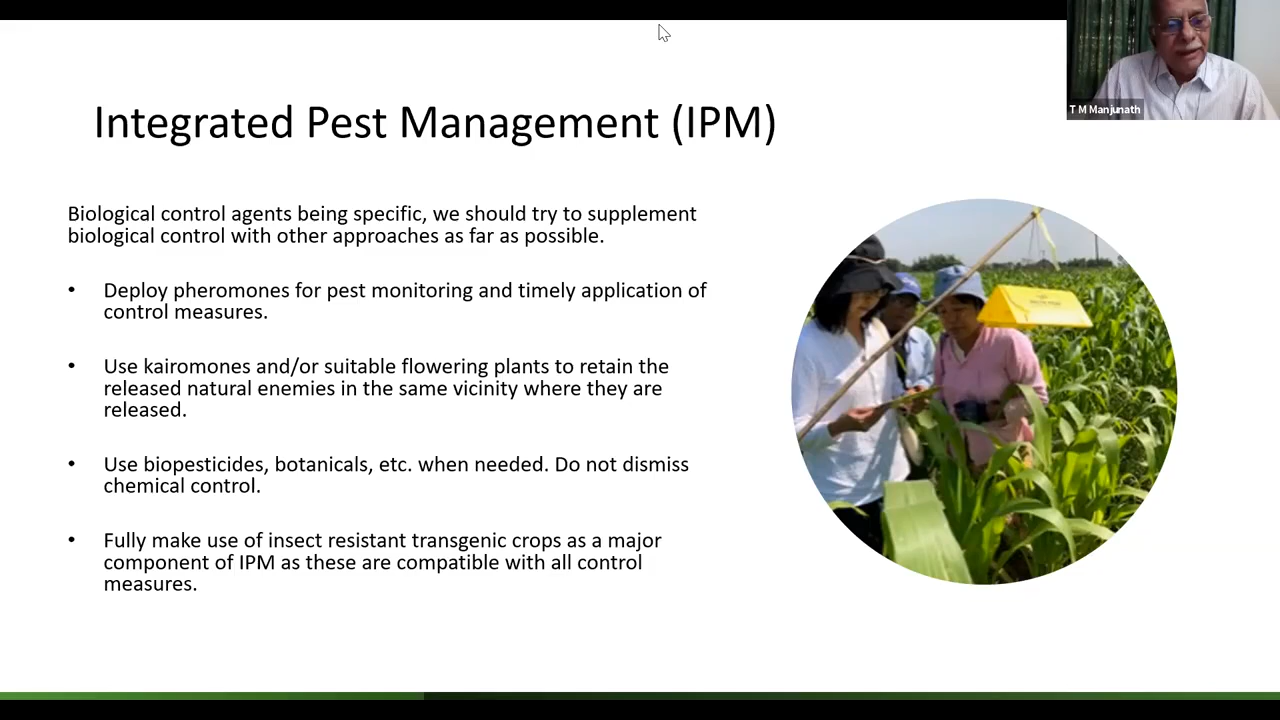 T M Manjunath
Integrated Pest Management (IPM)
Biological control agents being specific, we should try to supplement
biological control with other approaches as far as possible.
• Deploy pheromones for pest monitoring and timely application of
control measures.
• Use kairomones and/or suitable flowering plants to retain the
released natural enemies in the same vicinity where they are
released.
• Use biopesticides, botanicals, etc. when needed. Do not dismiss
chemical control.
• Fully make use of insect resistant transgenic crops as a major
component of IPM as these are compatible with all control
measures.